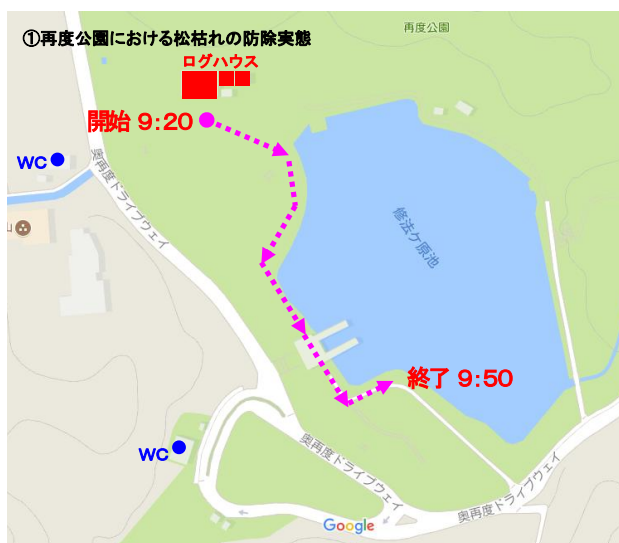 ①再度公園における松枯れの防除実態
再度公園
ログハウス
開始 9:20
WC
奥再度ドライブウェイ
山
修法ケ原池
終了 9:50
WC
奥再度ドライブウェイ
奥再度ドライブウェイ
Google